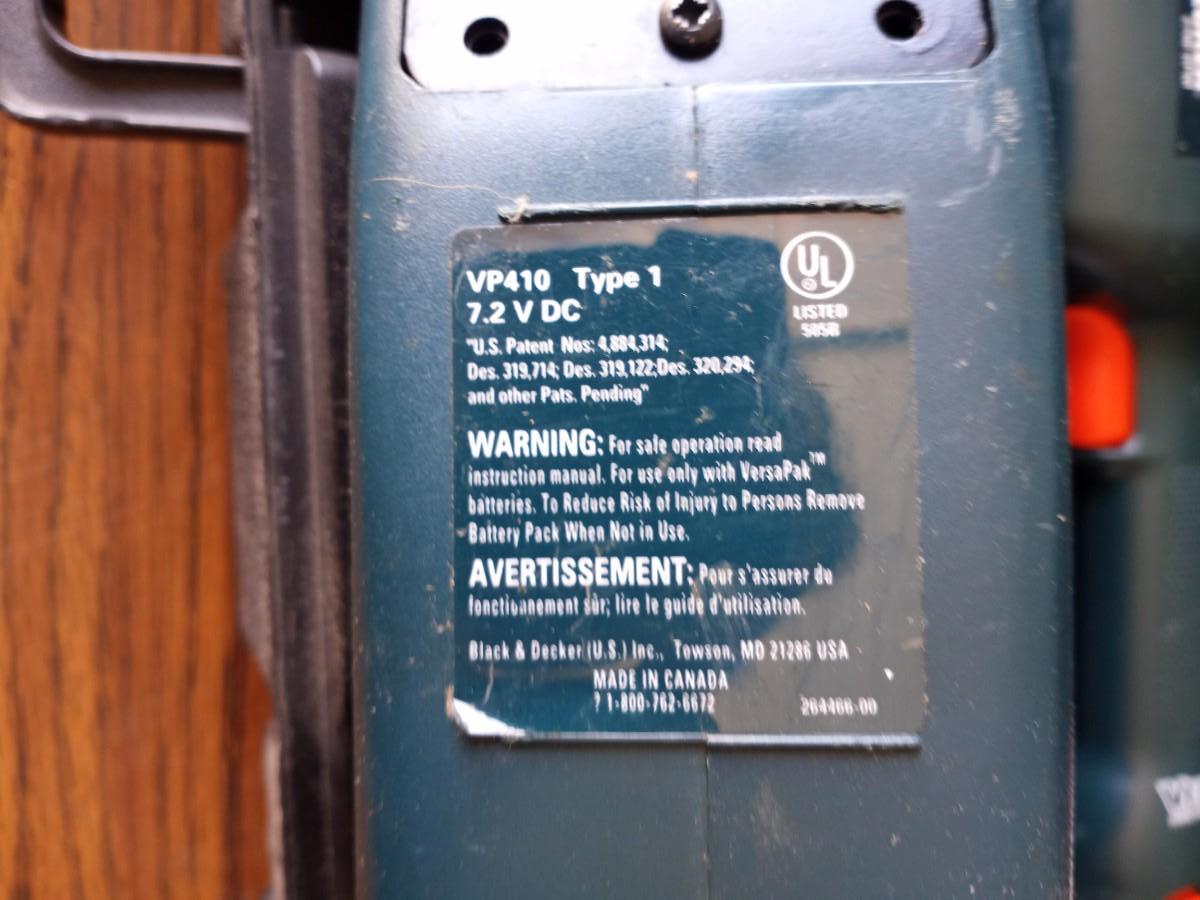 VP410 Type 1
7.2 V DC
UL
LISTED
"U.S. Patent Nos: 4,884,314;
Des. 319,714; Des. 319,122;Des. 320,294;
and other Pats. Pending"
WARNING: For safe operation read
instruction manual. For use only with VersaPak™
batteries. To Reduce Risk of Injury to Persons Remove
Battery Pack When Not in Use.
AVERTISSEMENT: Pour s'assurer du
fonctionnement sûr; lire le guide d'utilisation.
Black & Decker (U.S.) Inc., Towson, MD 21286 USA
MADE IN CANADA
? 1-800-762-6672
264466-00